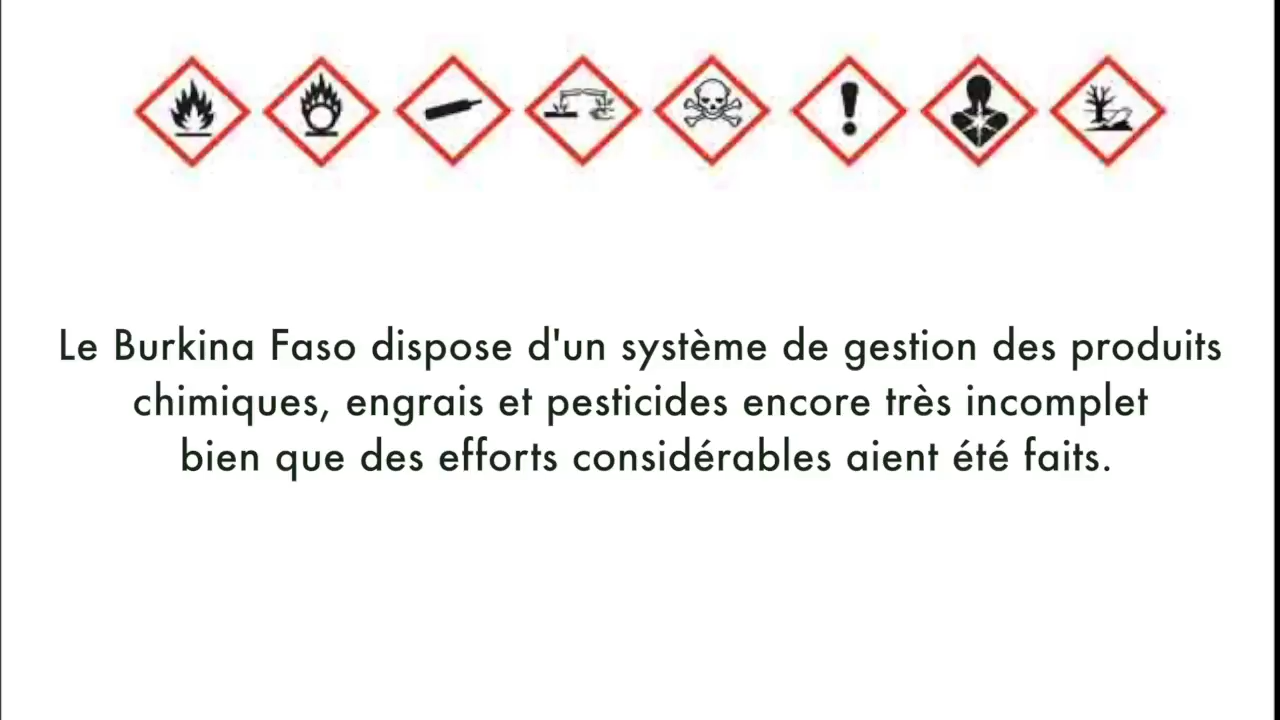 Le Burkina Faso dispose d'un système de gestion des produits
chimiques, engrais et pesticides encore très incomplet
bien que des efforts considérables aient été faits.